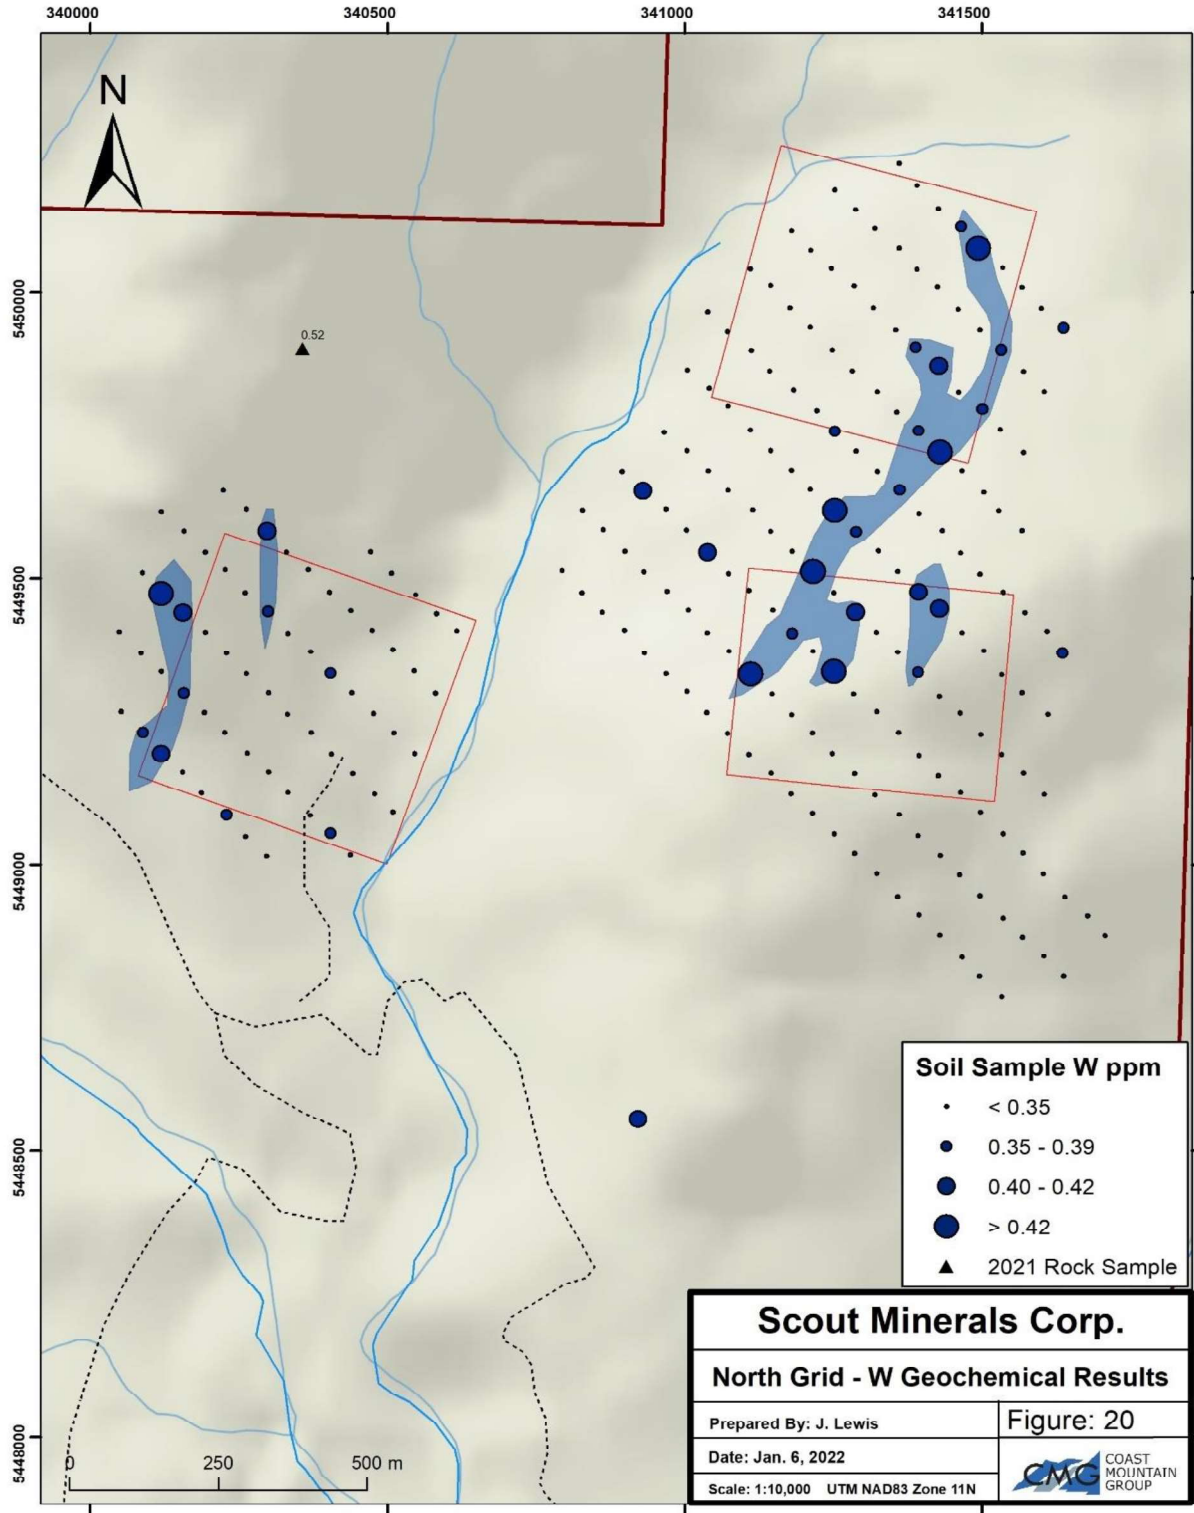 340000 340500 341000 341500
N
5450000
0.52
5449500
5449000
5448500
5448000
Soil Sample W ppm
< 0.35
0.35 - 0.39
0.40 - 0.42
> 0.42
2021 Rock Sample
Scout Minerals Corp.
North Grid - W Geochemical Results
Prepared By: J. Lewis
Figure: 20
Date: Jan. 6, 2022
Scale: 1:10,000 UTM NAD83 Zone 11N
CMG
COAST
MOUNTAIN
GROUP
0 250 500 m